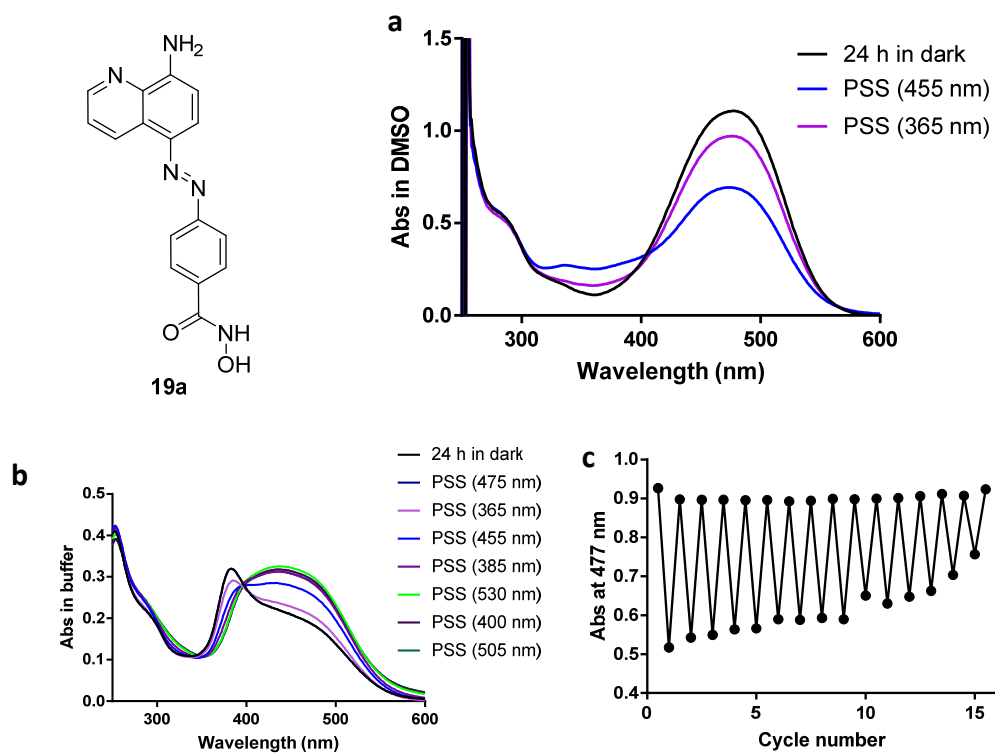 NH2
N
N
N
O
NH
OH
19a
a
1.5
1.0
0.5
0.0
Abs in DMSO
300
400
500
600
Wavelength (nm)
24 h in dark
PSS (455 nm)
PSS (365 nm)
b
0.5
0.4
0.3
0.2
0.1
0.0
Abs in buffer
300
400
500
600
Wavelength (nm)
24 h in dark
PSS (475 nm)
PSS (365 nm)
PSS (455 nm)
PSS (385 nm)
PSS (530 nm)
PSS (400 nm)
PSS (505 nm)
c
1.0
0.9
0.8
0.7
0.6
0.5
0.4
Abs at 477 nm
0
5
10
15
Cycle number